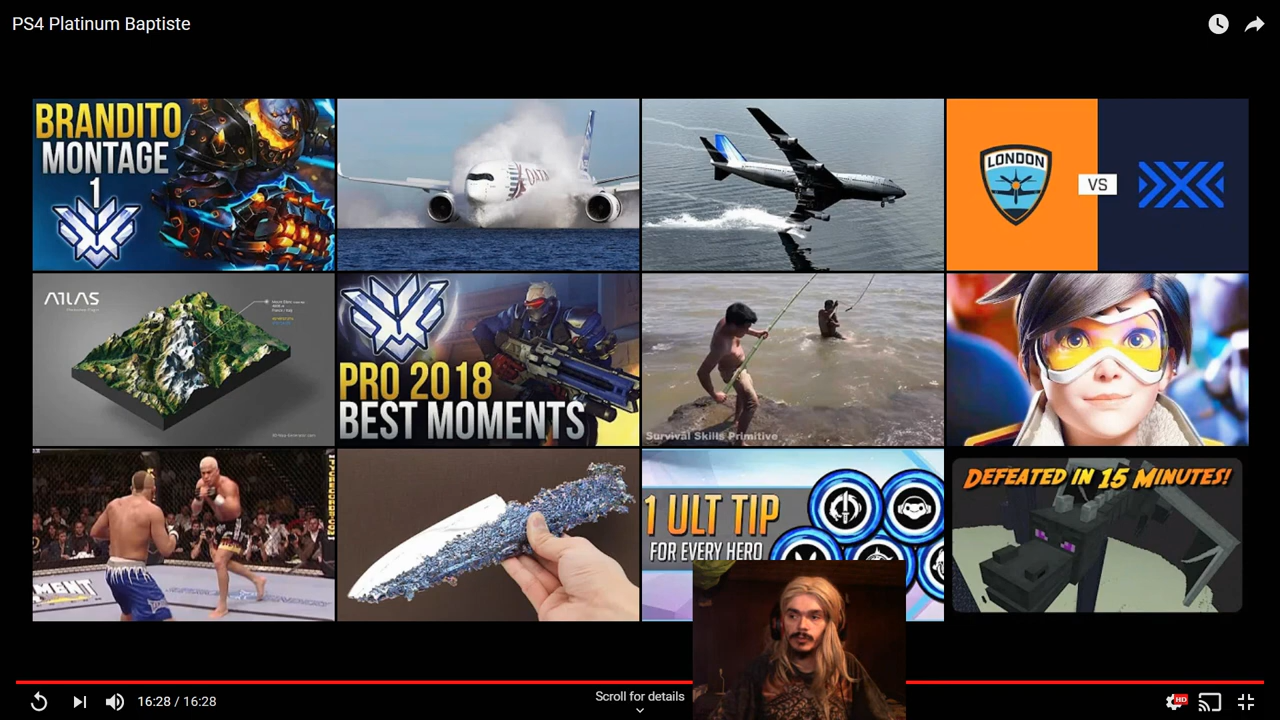 PS4 Platinum Baptiste
BRANDITO
MONTAGE
1
LONDON
VS
ATLAS
PRO 2018
BEST MOMENTS
Survival Skills Primitive
1 ULT TIP
FOR EVERY HERO
DEFEATED IN 15 MINUTES!
16:28 / 16:28
Scroll for details
HD